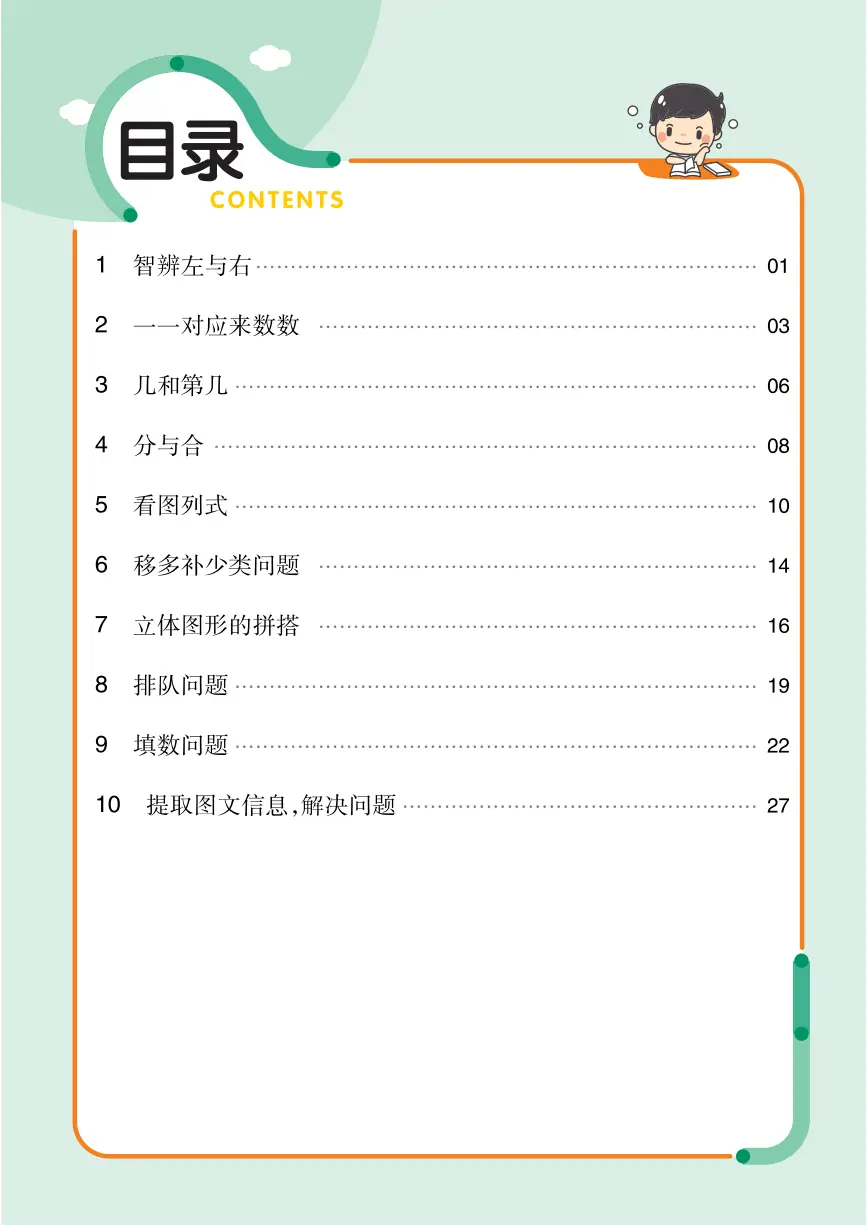 目录
CONTENTS
1 智辨左与右 01
2 一一对应来数数 03
3 几和第几 06
4 分与合 08
5 看图列式 10
6 移多补少类问题 14
7 立体图形的拼搭 16
8 排队问题 19
9 填数问题 22
10 提取图文信息,解决问题 27